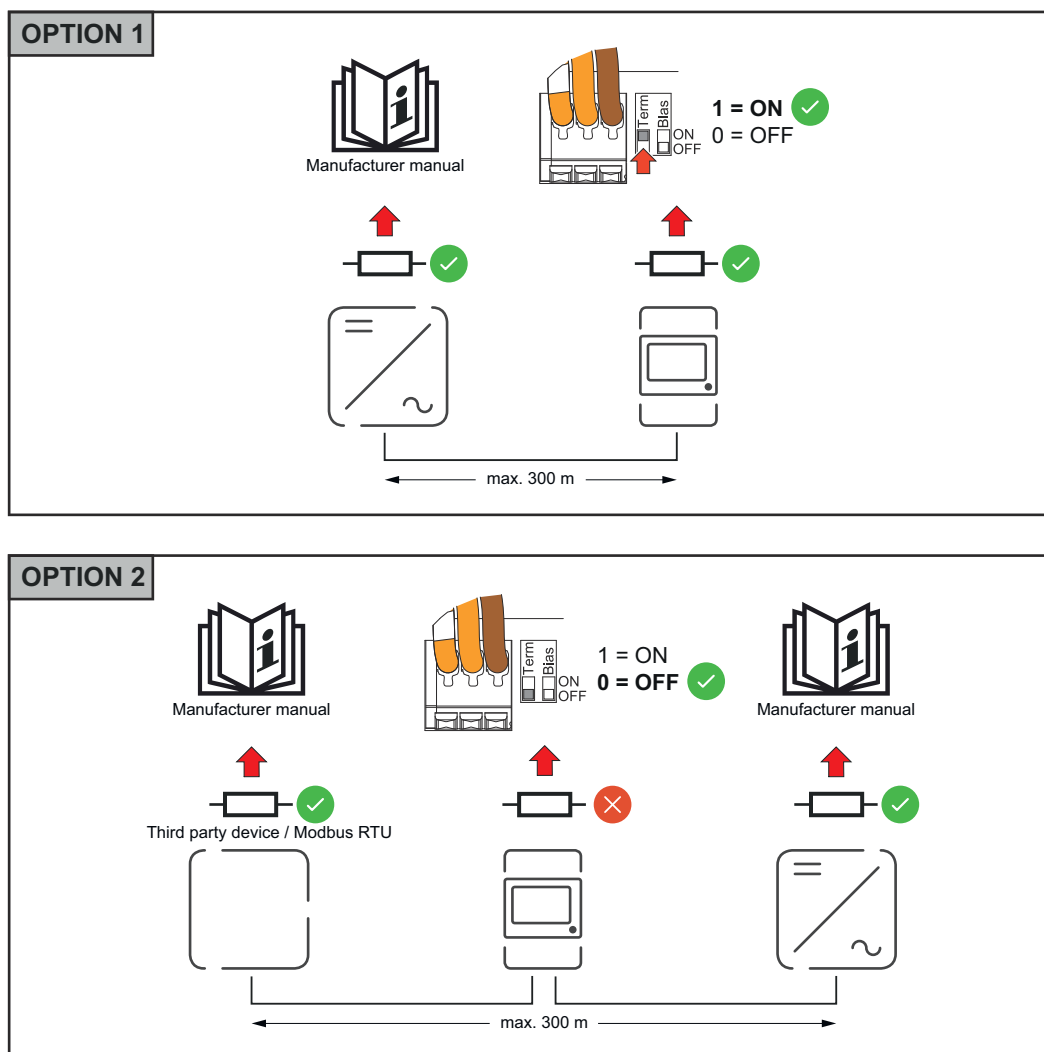 OPTION 1
Manufacturer manual
Term
Bias
ON
OFF
1 = ON
0 = OFF
max. 300 m
OPTION 2
Manufacturer manual
Term
Bias
ON
OFF
1 = ON
0 = OFF
Manufacturer manual
Third party device / Modbus RTU
max. 300 m